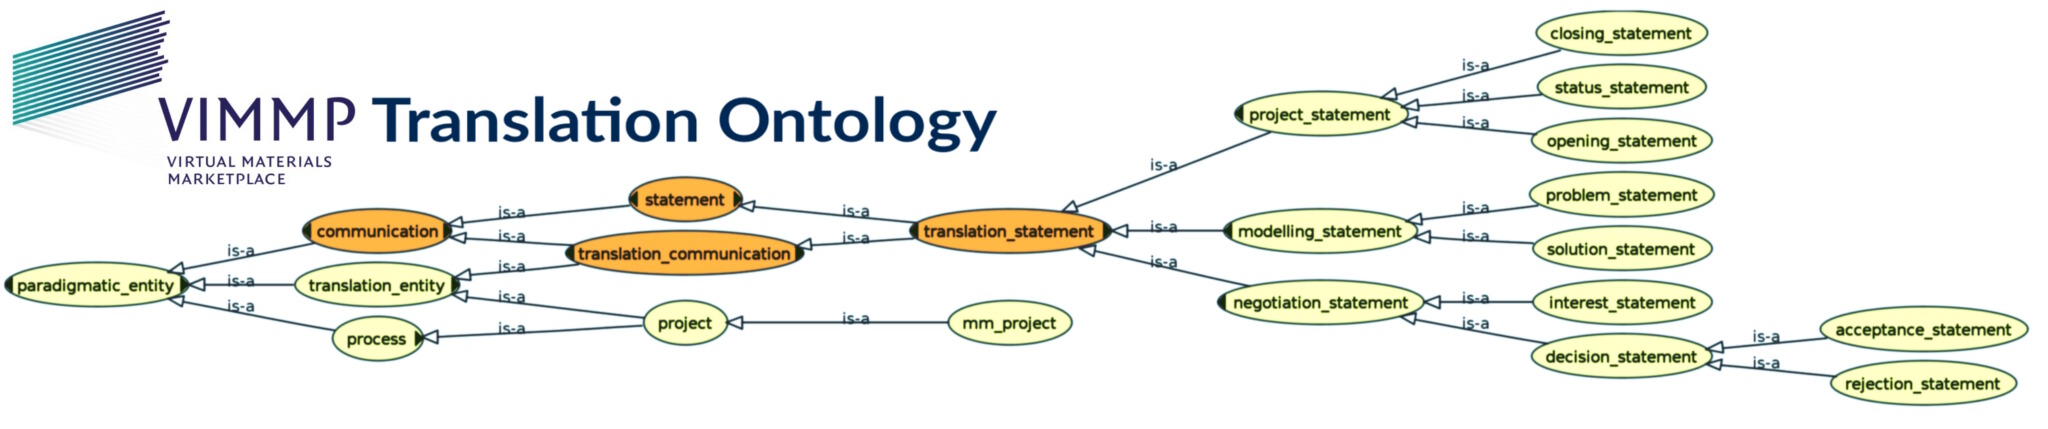 VIMMP Translation Ontology
VIRTUAL MATERIALS
MARKETPLACE
paradigmatic_entity
is-a
is-a
is-a
communication
translation_entity
process
is-a
is-a
is-a
is-a
is-a
statement
translation_communication
project
is-a
is-a
is-a
translation_statement
mm_project
is-a
is-a
is-a
project_statement
modelling_statement
negotiation_statement
is-a
is-a
is-a
is-a
is-a
is-a
is-a
closing_statement
status_statement
opening_statement
problem_statement
solution_statement
interest_statement
decision_statement
is-a
is-a
acceptance_statement
rejection_statement